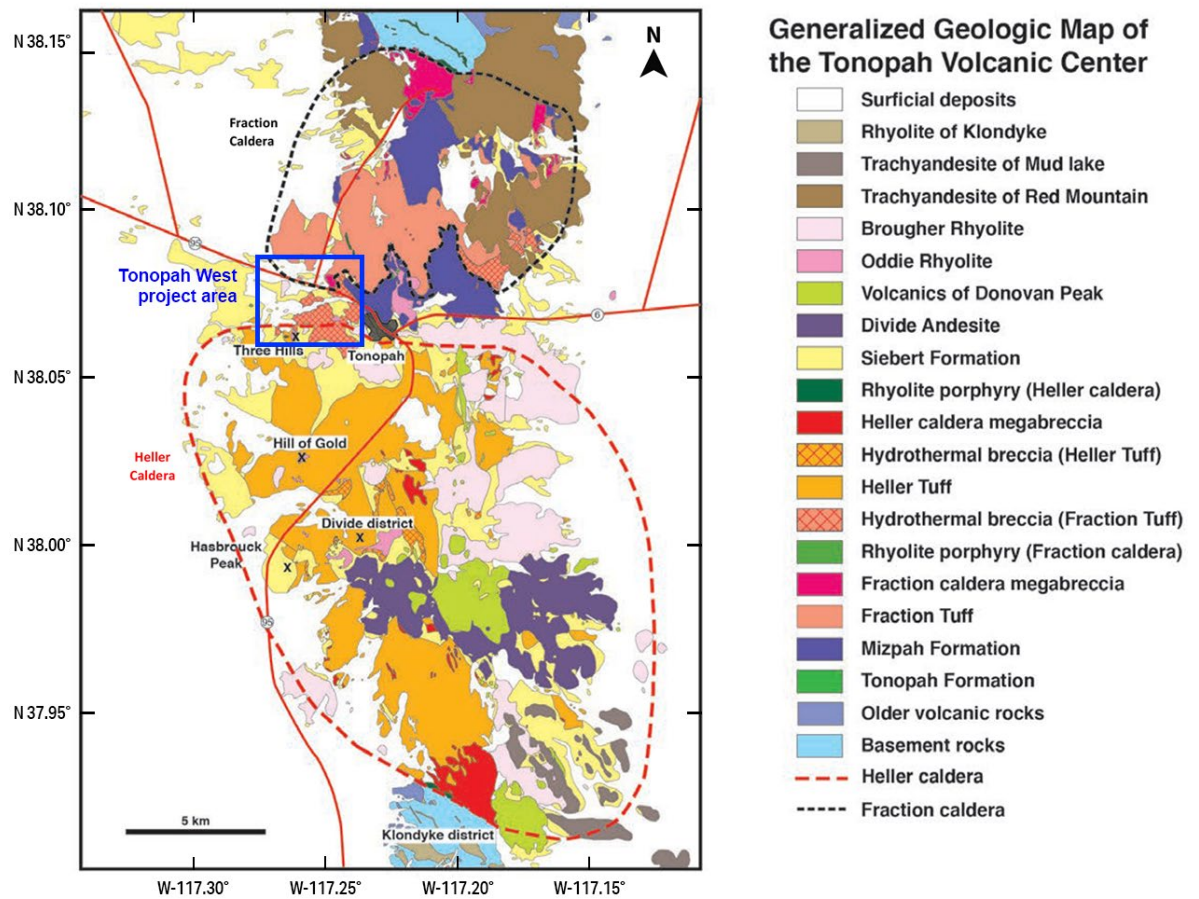 N 38.15°
N 38.10°
N 38.05°
N 38.00°
N 37.95°
W-117.30°
W-117.25°
W-117.20°
W-117.15°
N
Fraction
Caldera
95
Tonopah West
project area
6
Three Hills
x
Tonopah
Hill of Gold
x
Heller
Caldera
Divide district
x
Hasbrouck
Peak
x
95
5 km
Klondyke district
Generalized Geologic Map of
the Tonopah Volcanic Center
Surficial deposits
Rhyolite of Klondyke
Trachyandesite of Mud lake
Trachyandesite of Red Mountain
Brougher Rhyolite
Oddie Rhyolite
Volcanics of Donovan Peak
Divide Andesite
Siebert Formation
Rhyolite porphyry (Heller caldera)
Heller caldera megabreccia
Hydrothermal breccia (Heller Tuff)
Heller Tuff
Hydrothermal breccia (Fraction Tuff)
Rhyolite porphyry (Fraction caldera)
Fraction caldera megabreccia
Fraction Tuff
Mizpah Formation
Tonopah Formation
Older volcanic rocks
Basement rocks
Heller caldera
Fraction caldera